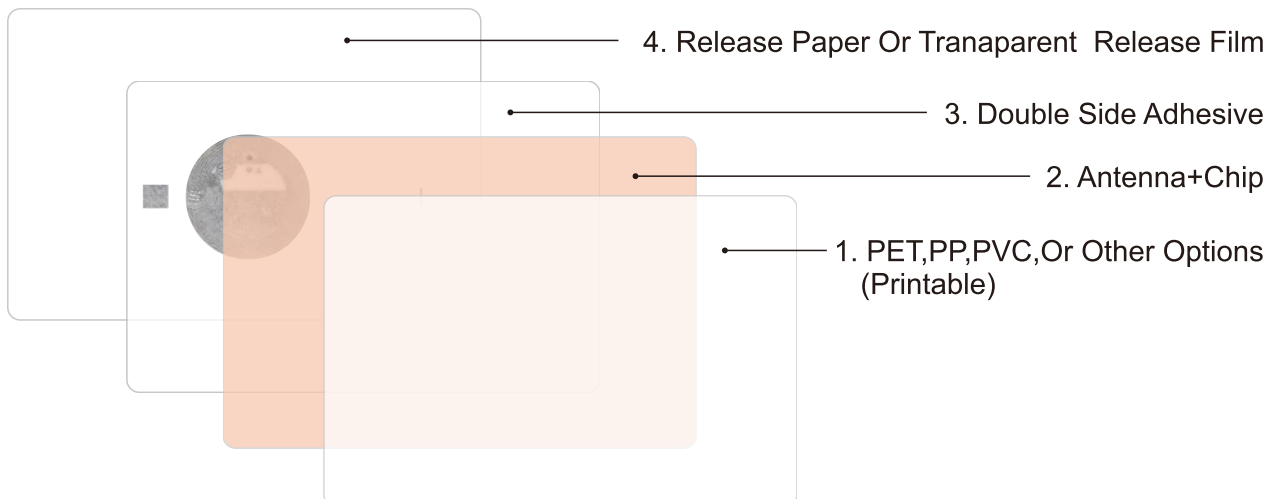 4. Release Paper Or Tranaparent Release Film
3. Double Side Adhesive
2. Antenna+Chip
1. PET,PP,PVC,Or Other Options
(Printable)